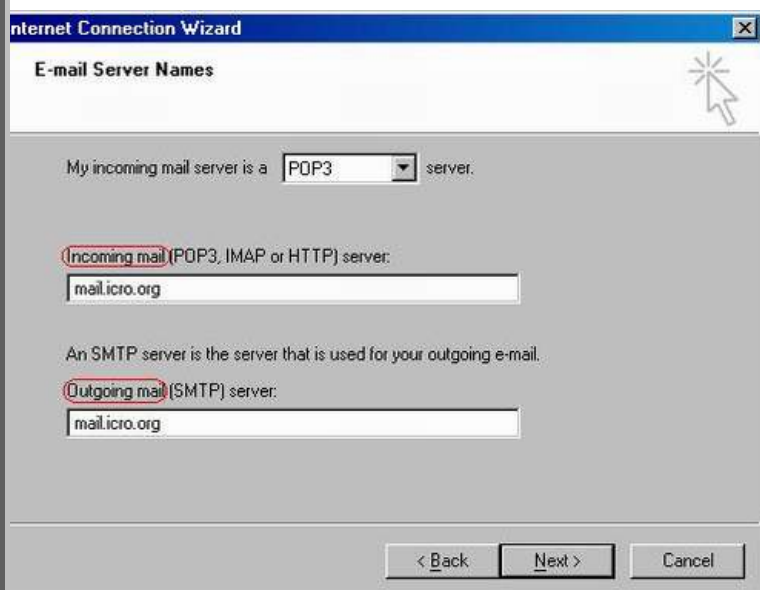 nternet Connection Wizard
E-mail Server Names
My incoming mail server is a POP3 server.
Incoming mail (POP3, IMAP or HTTP) server:
mail.icro.org
An SMTP server is the server that is used for your outgoing e-mail.
Outgoing mail (SMTP) server:
mail.icro.org
< Back Next > Cancel